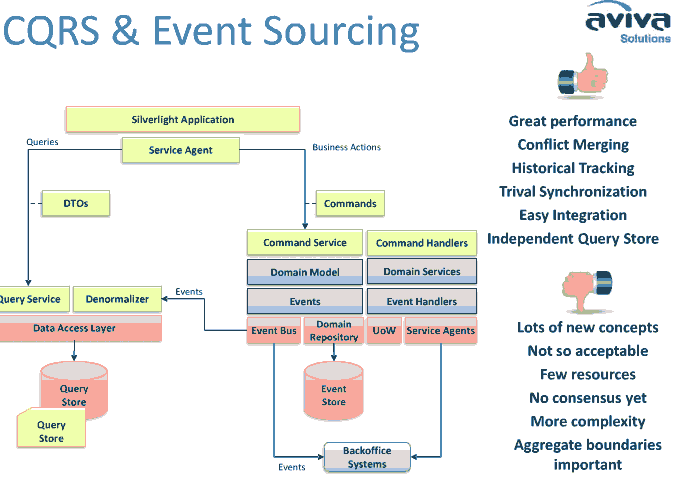 CQRS & Event Sourcing
aviva
Solutions
Silverlight Application
Queries
Service Agent
Business Actions
DTOs
Commands
Command Service
Command Handlers
Domain Model
Domain Services
Query Service
Denormalizer
Events
Events
Event Handlers
Data Access Layer
Event Bus
Domain
Repository
UoW
Service Agents
Query
Store
Query
Store
Event
Store
Backoffice
Systems
Events
Great performance
Conflict Merging
Historical Tracking
Trival Synchronization
Easy Integration
Independent Query Store
Lots of new concepts
Not so acceptable
Few resources
No consensus yet
More complexity
Aggregate boundaries
important